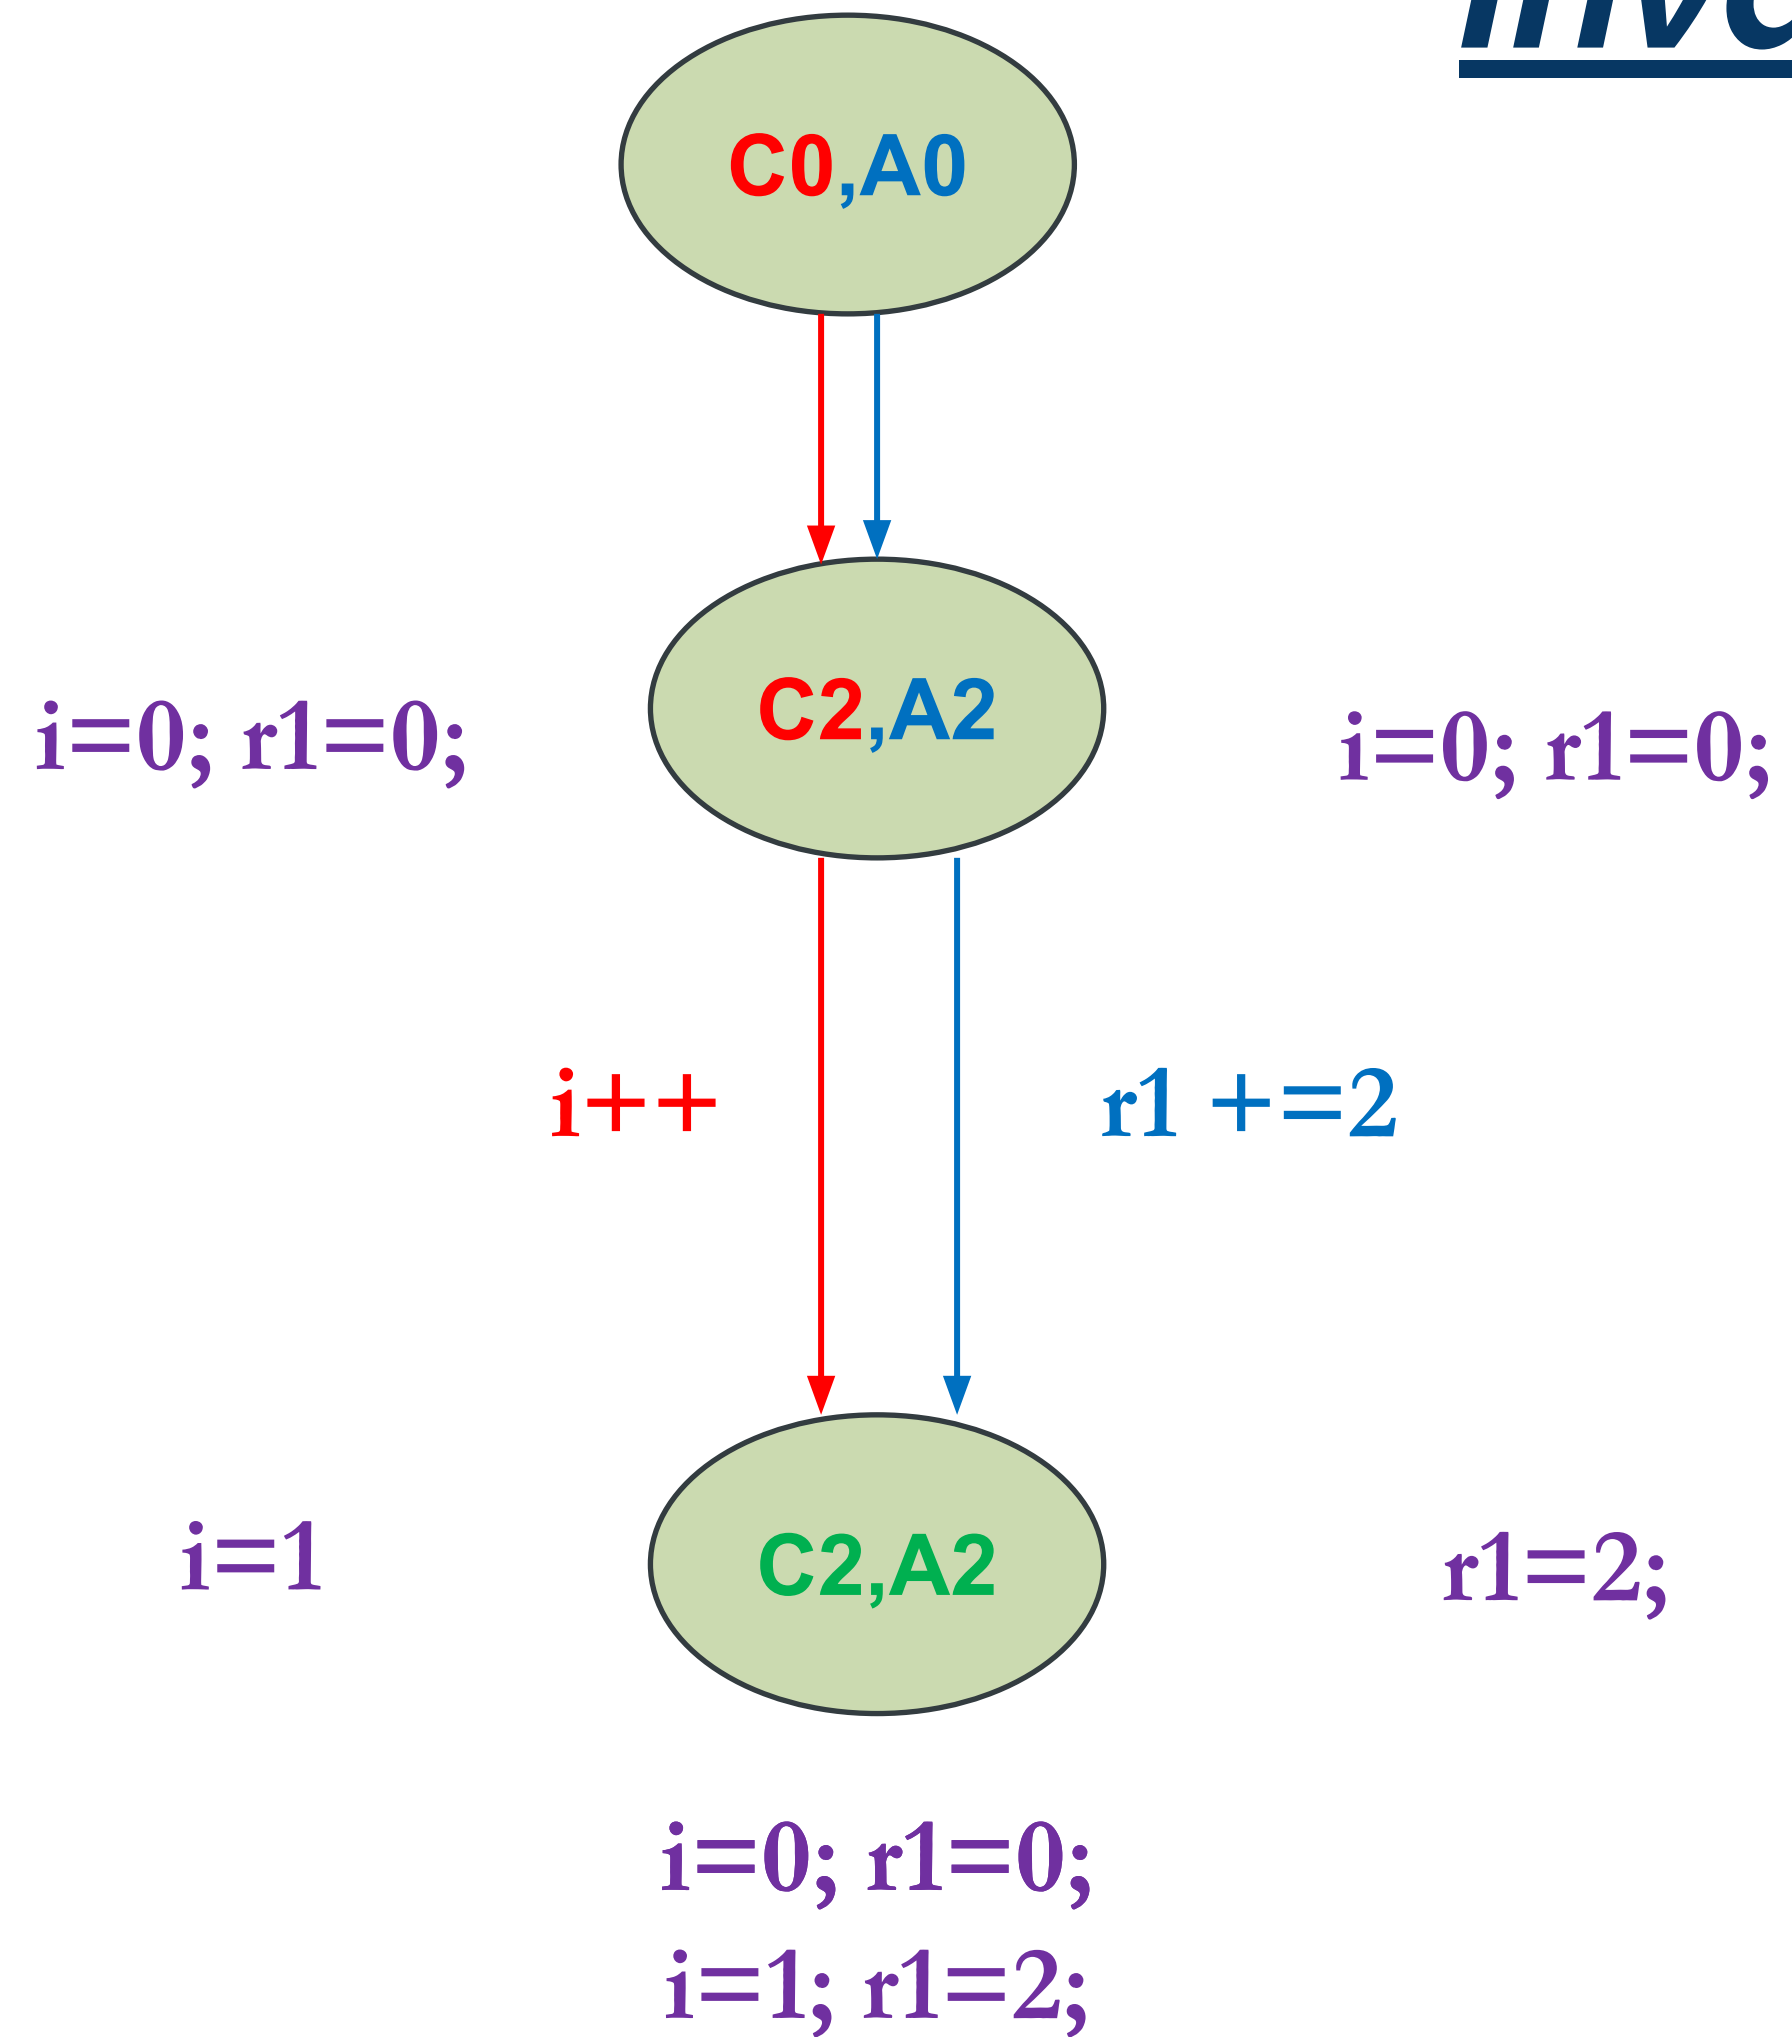 C0,A0
i=0; r1=0;
C2,A2
i=0; r1=0;
i++
r1 +=2
i=1
C2,A2
r1=2;
i=0; r1=0;
i=1; r1=2;